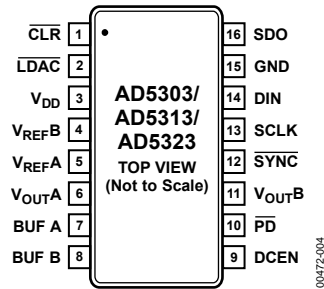 CLR 1
LDAC 2
VDD 3
VREFB 4
VREFA 5
VOUTA 6
BUF A 7
BUF B 8
AD5303/
AD5313/
AD5323
TOP VIEW
(Not to Scale)
16 SDO
15 GND
14 DIN
13 SCLK
12 SYNC
11 VOUTB
10 PD
9 DCEN
00472-004